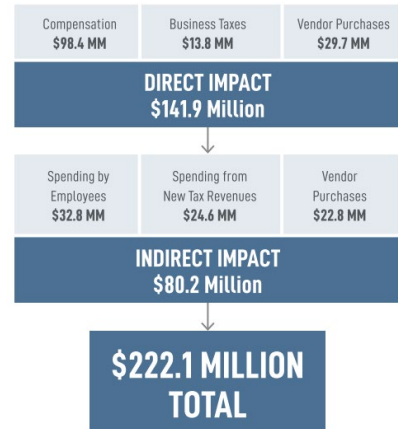 Compensation
$98.4 MM
Business Taxes
$13.8 MM
Vendor Purchases
$29.7 MM
DIRECT IMPACT
$141.9 Million
Spending by
Employees
$32.8 MM
Spending from
New Tax Revenues
$24.6 MM
Vendor
Purchases
$22.8 MM
INDIRECT IMPACT
$80.2 Million
$222.1 MILLION
TOTAL